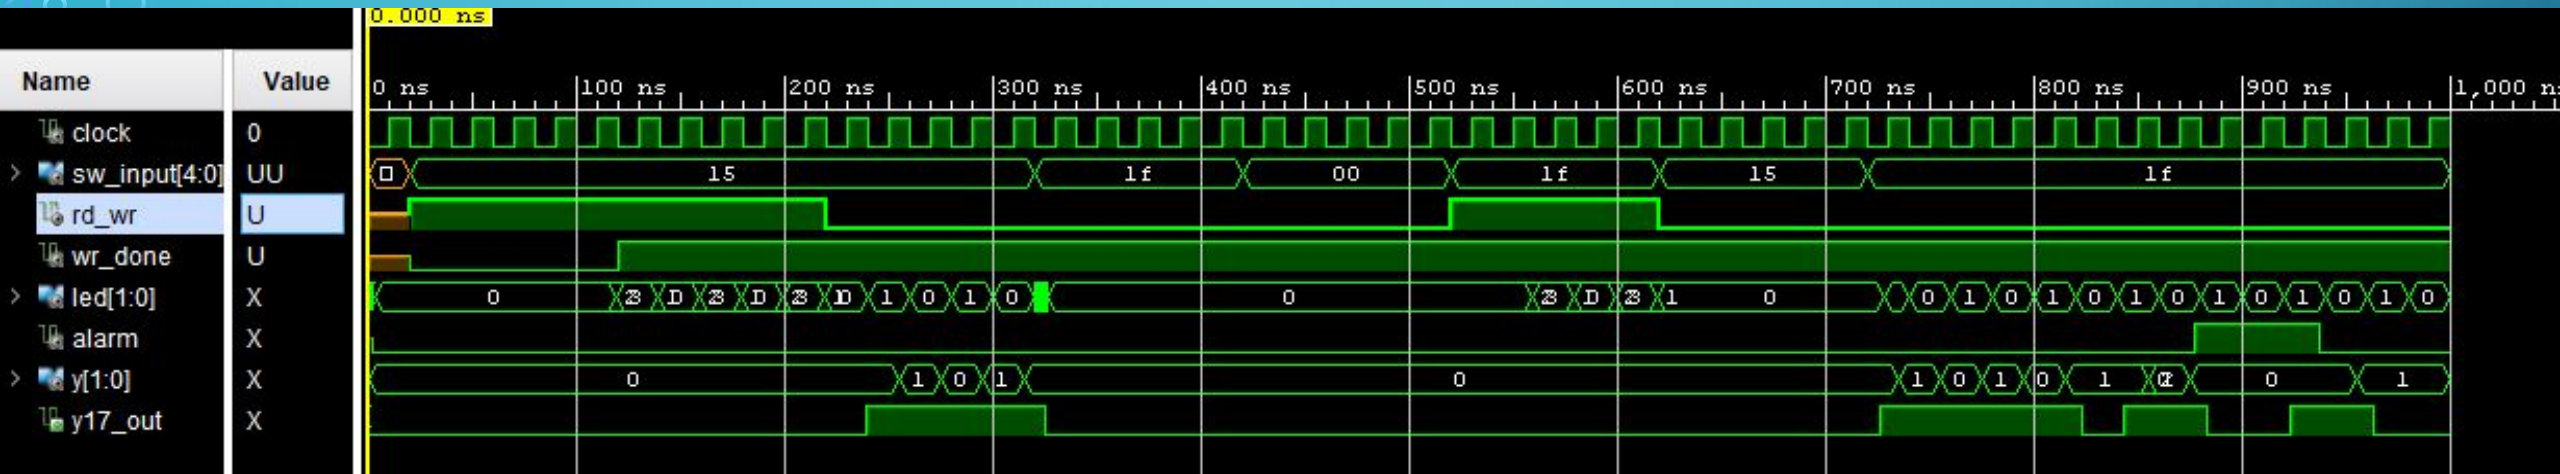 0.000 ns
Name Value
0 ns 100 ns 200 ns 300 ns 400 ns 500 ns 600 ns 700 ns 800 ns 900 ns 1,000 ns
clock 0
sw_input[4:0] UU 15 1f 00 1f 15 1f
rd_wr U
wr_done U
led[1:0] X 0 D D 1 0 1 0 0 D 1 0 0 1 0 1 0 1 0 1 0 1 0 1 0
alarm X
y[1:0] X 0 1 0 1 0 1 0 1 0 1 0 1
y17_out X